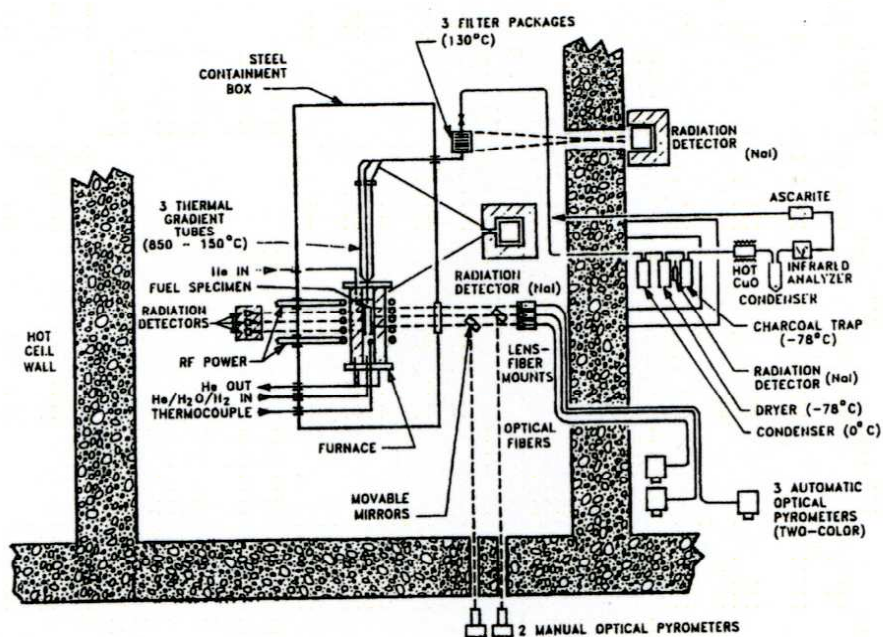 3 FILTER PACKAGES
(130°C)
STEEL
CONTAINMENT
BOX
RADIATION
DETECTOR
(NaI)
3 THERMAL
GRADIENT
TUBES
(850 - 150°C)
ASCARITE
He IN
FUEL SPECIMEN
RADIATION
DETECTORS
RADIATION
DETECTOR (NaI)
HOT
CuO
INFRARED
ANALYZER
CONDENSER
CHARCOAL TRAP
(-78°C)
HOT
CELL
WALL
RF POWER
LENS-
FIBER
MOUNTS
RADIATION
DETECTOR (NaI)
He OUT
He/H2O/H2 IN
THERMOCOUPLE
DRYER (-78°C)
CONDENSER (0°C)
FURNACE
OPTICAL
FIBERS
MOVABLE
MIRRORS
3 AUTOMATIC
OPTICAL
PYROMETERS
(TWO-COLOR)
2 MANUAL OPTICAL PYROMETERS